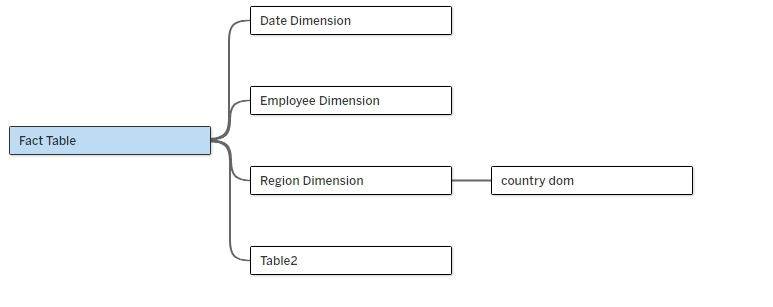 Date Dimension
Employee Dimension
Fact Table
Region Dimension
country dom
Table2